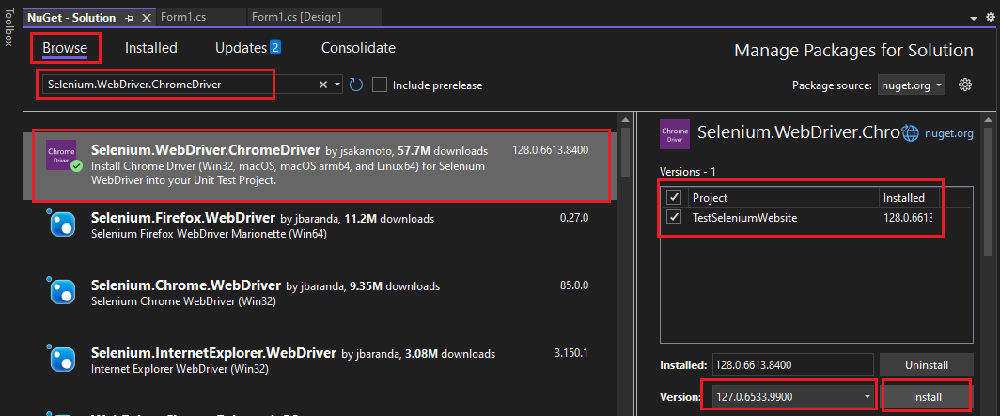 Toolbox
NuGet - Solution
Form1.cs
Form1.cs [Design]
Browse
Installed
Updates 2
Consolidate
Manage Packages for Solution
Selenium.WebDriver.ChromeDriver
Include prerelease
Package source: nuget.org
Chrome
Driver
Selenium.WebDriver.ChromeDriver by jsakamoto, 57.7M downloads
128.0.6613.8400
Install Chrome Driver (Win32, macOS, macOS arm64, and Linux64) for Selenium
WebDriver into your Unit Test Project.
Selenium.Firefox.WebDriver by jbaranda, 11.2M downloads
0.27.0
Selenium Firefox WebDriver Marionette (Win64)
Selenium.Chrome.WebDriver by jbaranda, 9.35M downloads
85.0.0
Selenium Chrome WebDriver (Win32)
Selenium.InternetExplorer.WebDriver by jbaranda, 3.08M downloads
3.150.1
Internet Explorer WebDriver (Win32)
Chrome
Driver
Selenium.WebDriver.Chro
nuget.org
Versions - 1
Project
Installed
TestSeleniumWebsite
128.0.6613
Installed: 128.0.6613.8400
Uninstall
Version: 127.0.6533.9900
Install